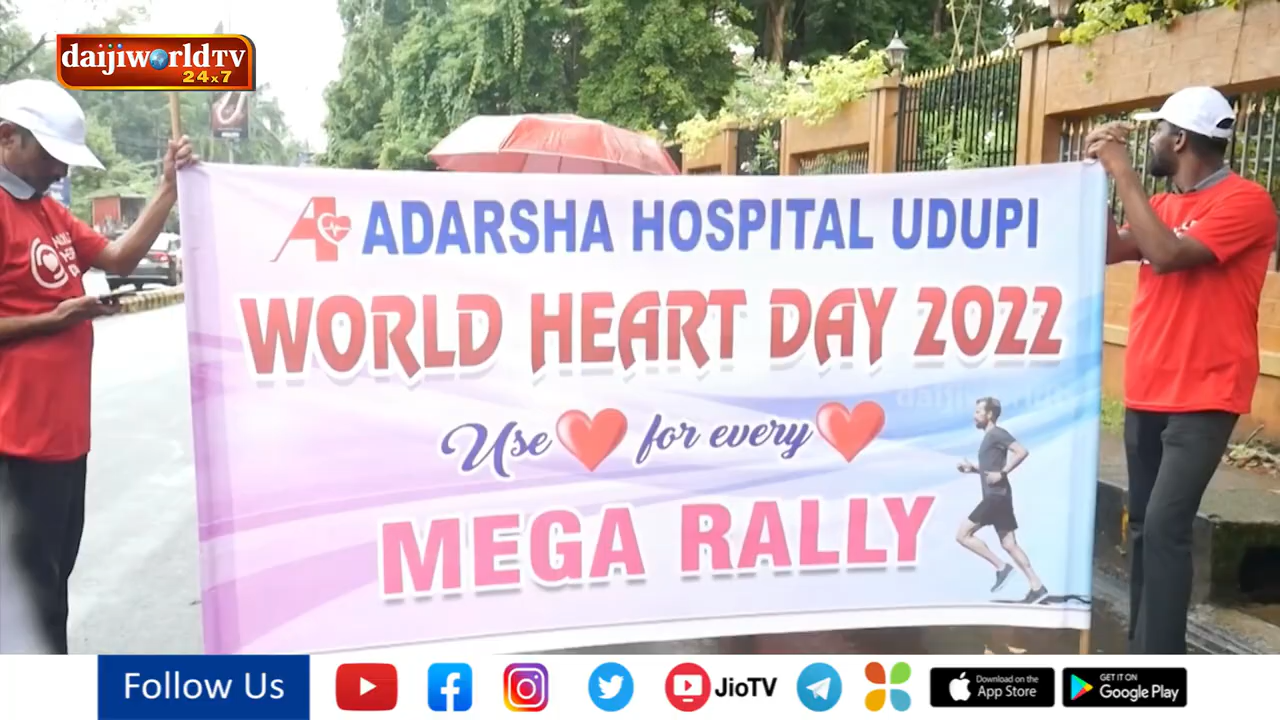 daijiworldTV
24x7
ADARSHA HOSPITAL UDUPI
WORLD HEART DAY 2022
Use for every
MEGA RALLY
daijiworld
Follow Us
JioTV
Download on the
App Store
GET IT ON
Google Play